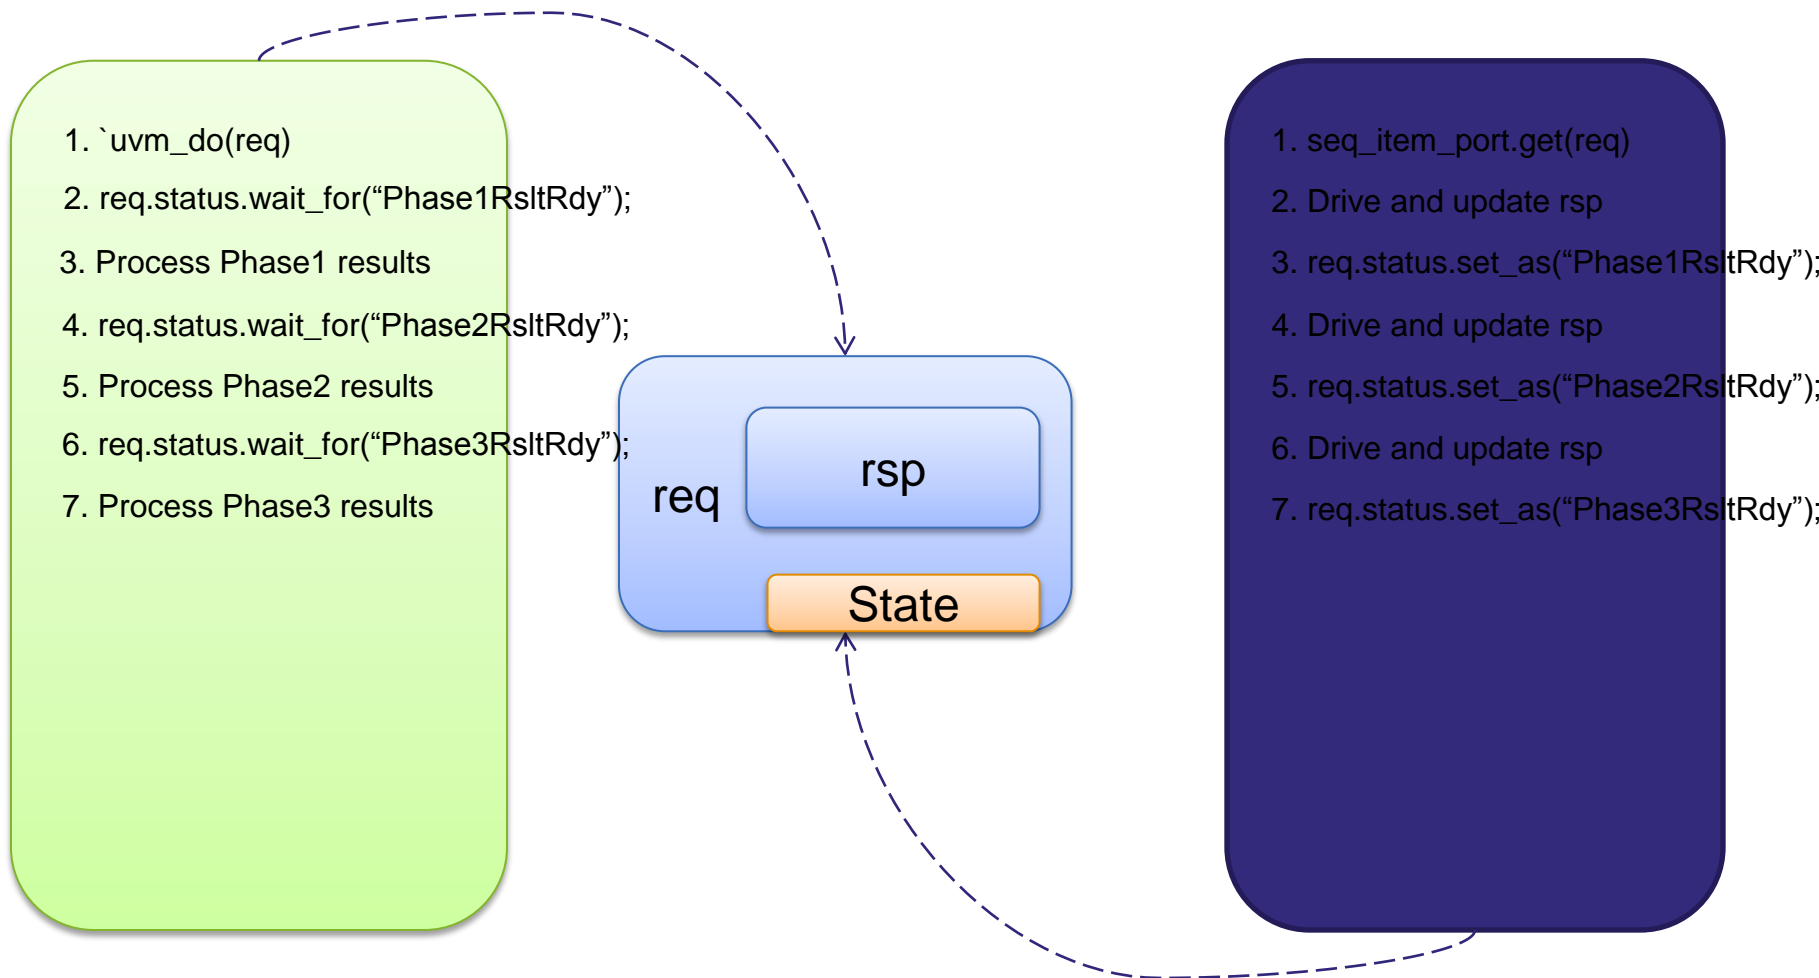 1. `uvm_do(req)
2. req.status.wait_for(“Phase1RsltRdy”);
3. Process Phase1 results
4. req.status.wait_for(“Phase2RsltRdy”);
5. Process Phase2 results
6. req.status.wait_for(“Phase3RsltRdy”);
7. Process Phase3 results
req
rsp
State
1. seq_item_port.get(req)
2. Drive and update rsp
3. req.status.set_as(“Phase1RsltRdy”);
4. Drive and update rsp
5. req.status.set_as(“Phase2RsltRdy”);
6. Drive and update rsp
7. req.status.set_as(“Phase3RsltRdy”);